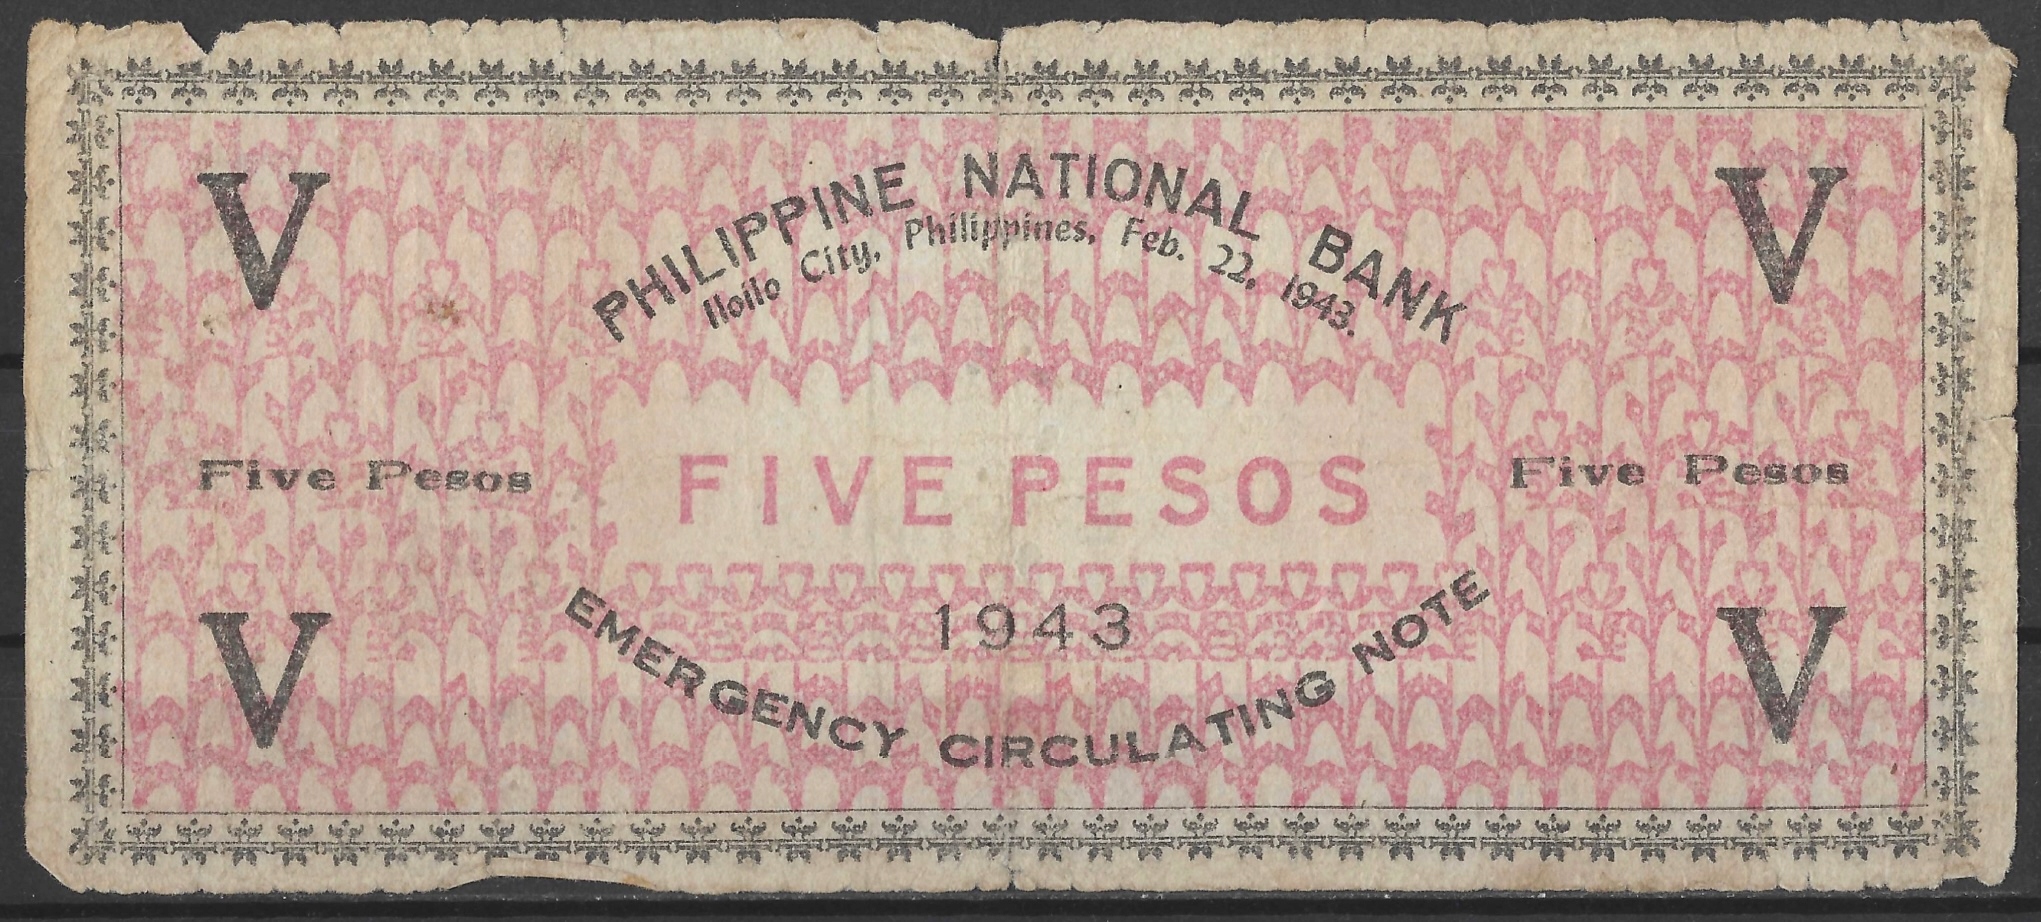 V
V
PHILIPPINE NATIONAL BANK
Iloilo City, Philippines, Feb. 22, 1943.
Five Pesos
FIVE PESOS
Five Pesos
1943
EMERGENCY CIRCULATING NOTE
V
V